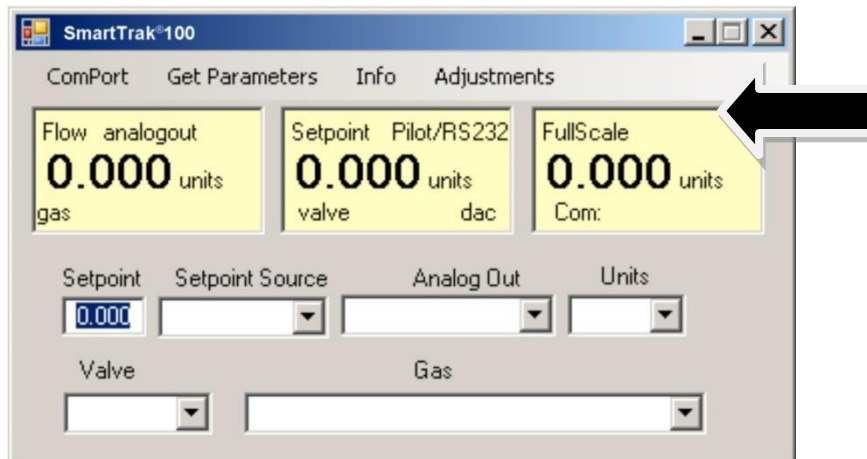 SmartTrak®100
ComPort Get Parameters Info Adjustments
Flow analogout
0.000 units
gas
Setpoint Pilot/RS232
0.000 units
valve dac
FullScale
0.000 units
Com:
Setpoint Setpoint Source Analog Out Units
0.000
Valve Gas